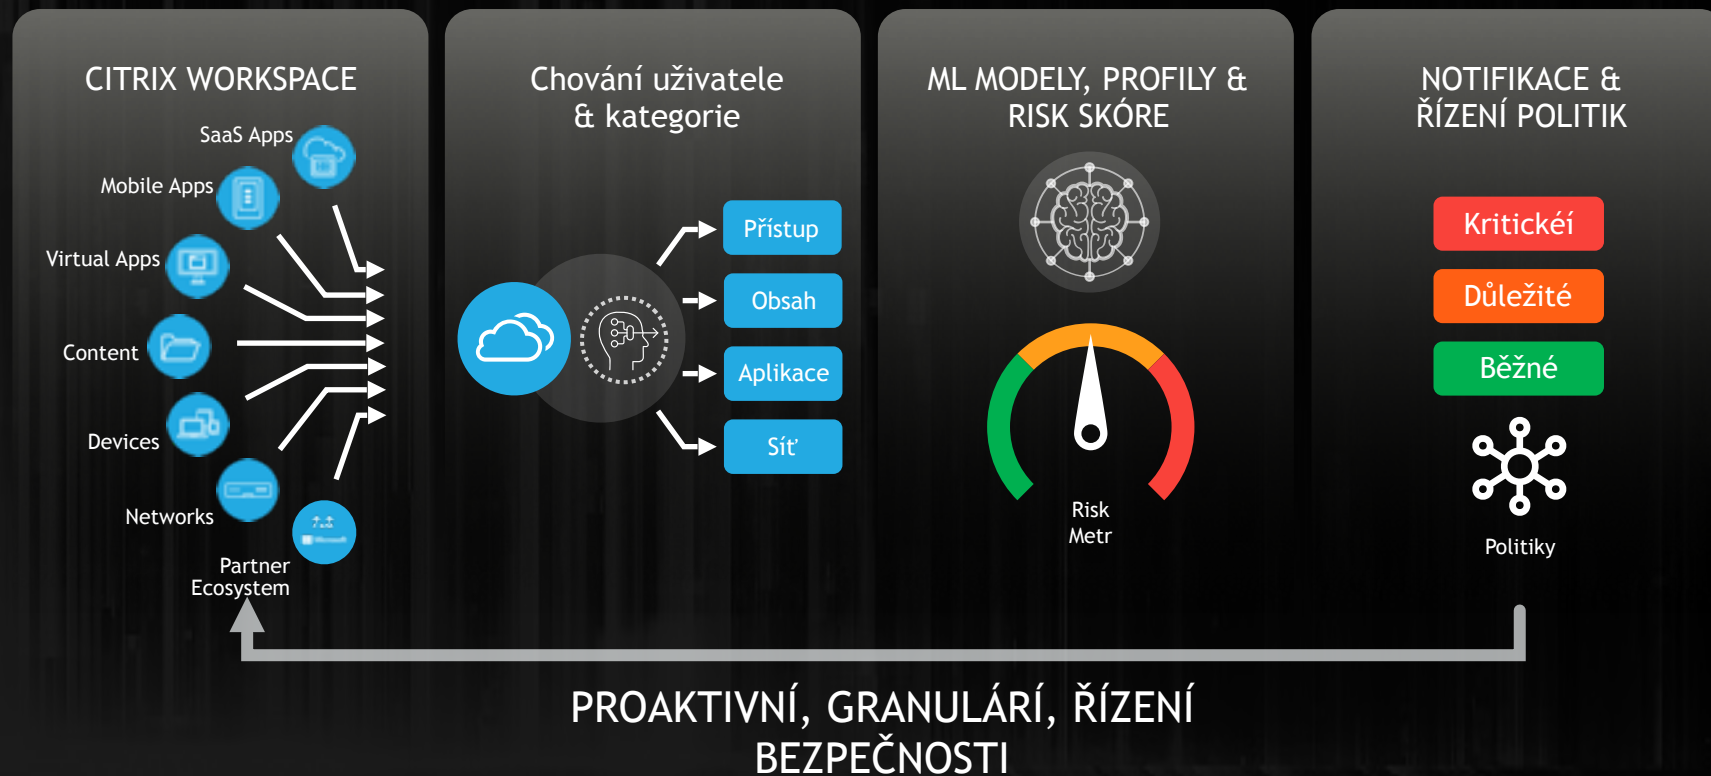 CITRIX WORKSPACE
SaaS Apps
Mobile Apps
Virtual Apps
Content
Devices
Networks
Partner
Ecosystem
Microsoft
Chování uživatele
& kategorie
Přístup
Obsah
Aplikace
Síť
ML MODELY, PROFILY &
RISK SKÓRE
Risk
Metr
NOTIFIKACE &
ŘÍZENÍ POLITIK
Kritickéí
Důležité
Běžné
Politiky
PROAKTIVNÍ, GRANULÁRÍ, ŘÍZENÍ
BEZPEČNOSTI